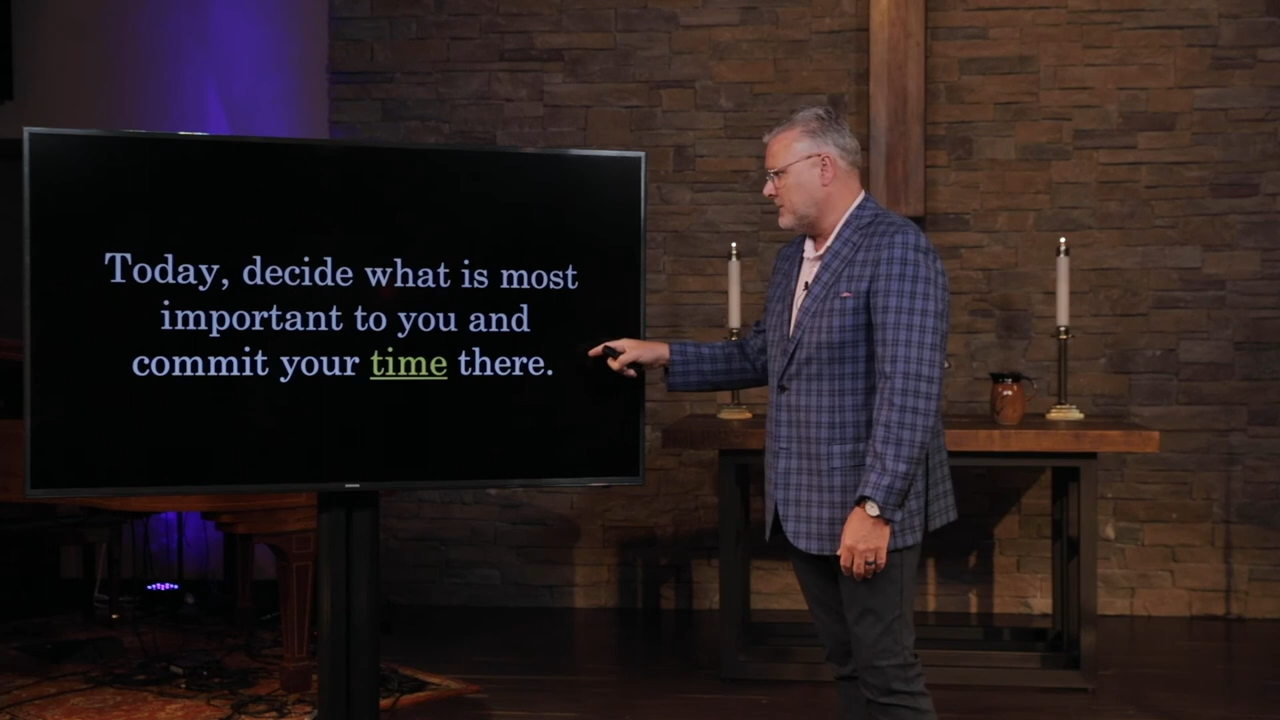 Today, decide what is most
important to you and
commit your time there.